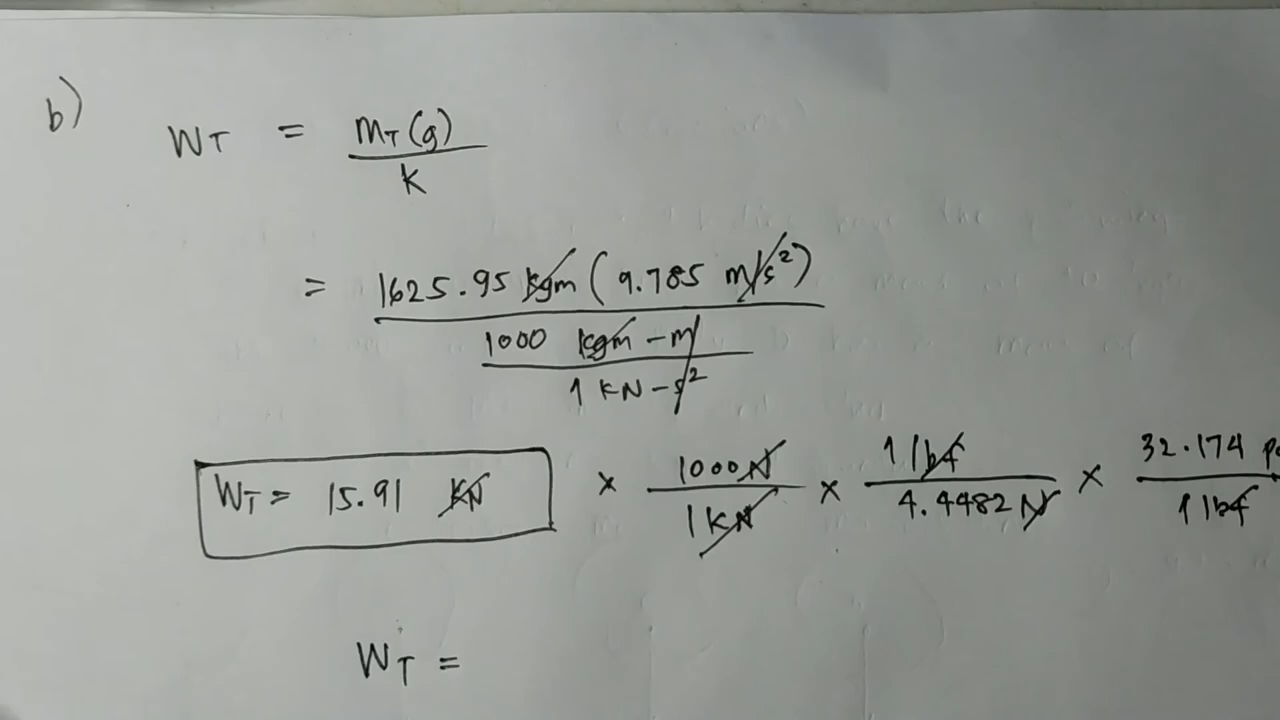 b)
WT = mT(g)
k
= 1625.95 kgm (9.785 m/s²)
1000 kgm - m
1 KN - s²
WT = 15.91 KN × 1000 N × 1 lbf × 32.174
1 KN 4.4482 N 1 lbf
WT =